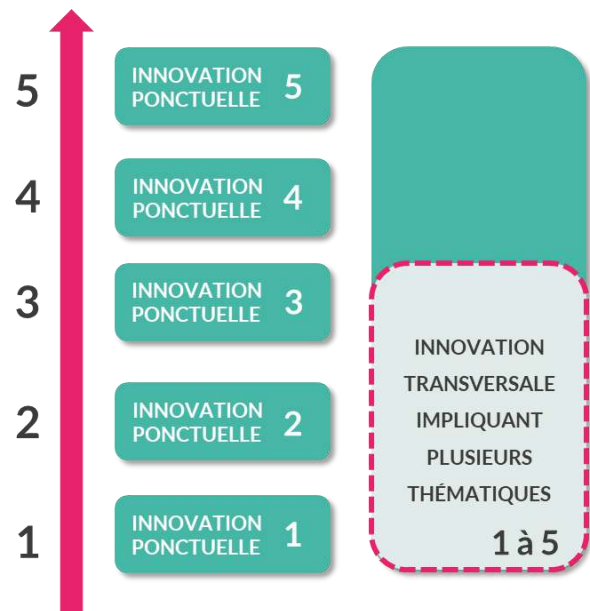 5
INNOVATION
PONCTUELLE 5
4
INNOVATION
PONCTUELLE 4
3
INNOVATION
PONCTUELLE 3
2
INNOVATION
PONCTUELLE 2
1
INNOVATION
PONCTUELLE 1
INNOVATION
TRANSVERSALE
IMPLIQUANT
PLUSIEURS
THÉMATIQUES
1 à 5